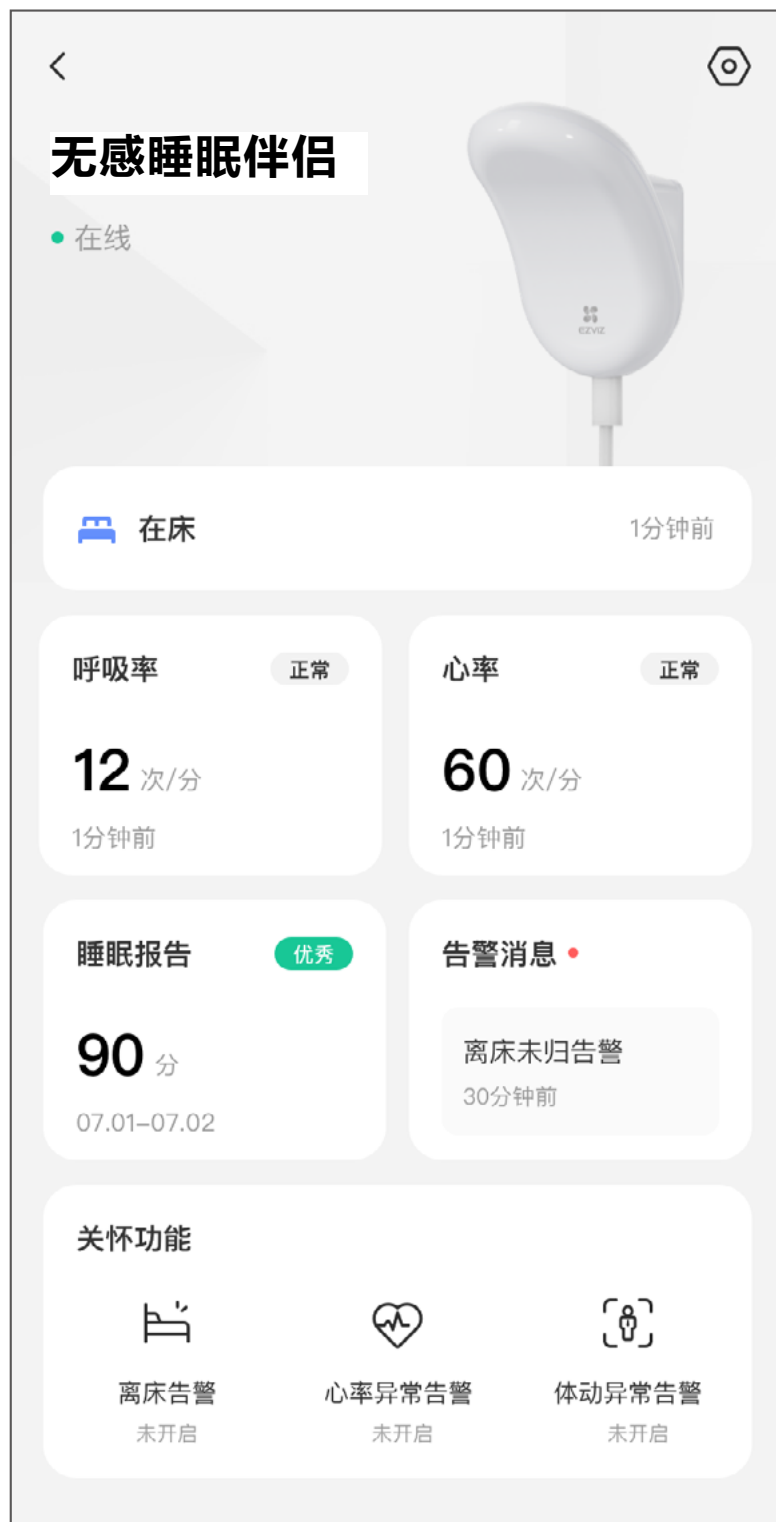 无感睡眠伴侣
在线
ezviz
在床
1分钟前
呼吸率
正常
心率
正常
12 次/分
60 次/分
1分钟前
1分钟前
睡眠报告
优秀
告警消息
90 分
离床未归告警
30分钟前
07.01–07.02
关怀功能
离床告警
心率异常告警
体动异常告警
未开启
未开启
未开启